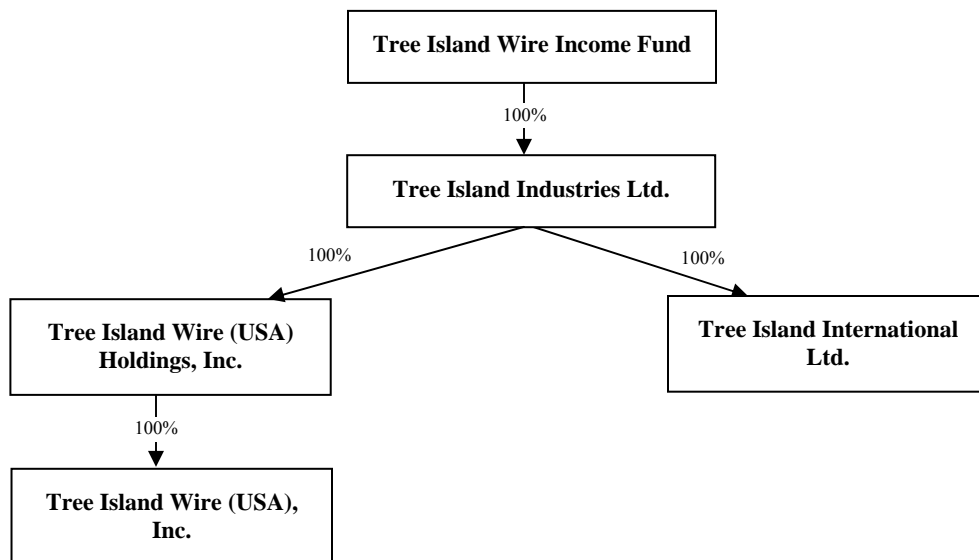 Tree Island Wire Income Fund
100%
Tree Island Industries Ltd.
100%
100%
Tree Island Wire (USA)
Holdings, Inc.
Tree Island International
Ltd.
100%
Tree Island Wire (USA),
Inc.